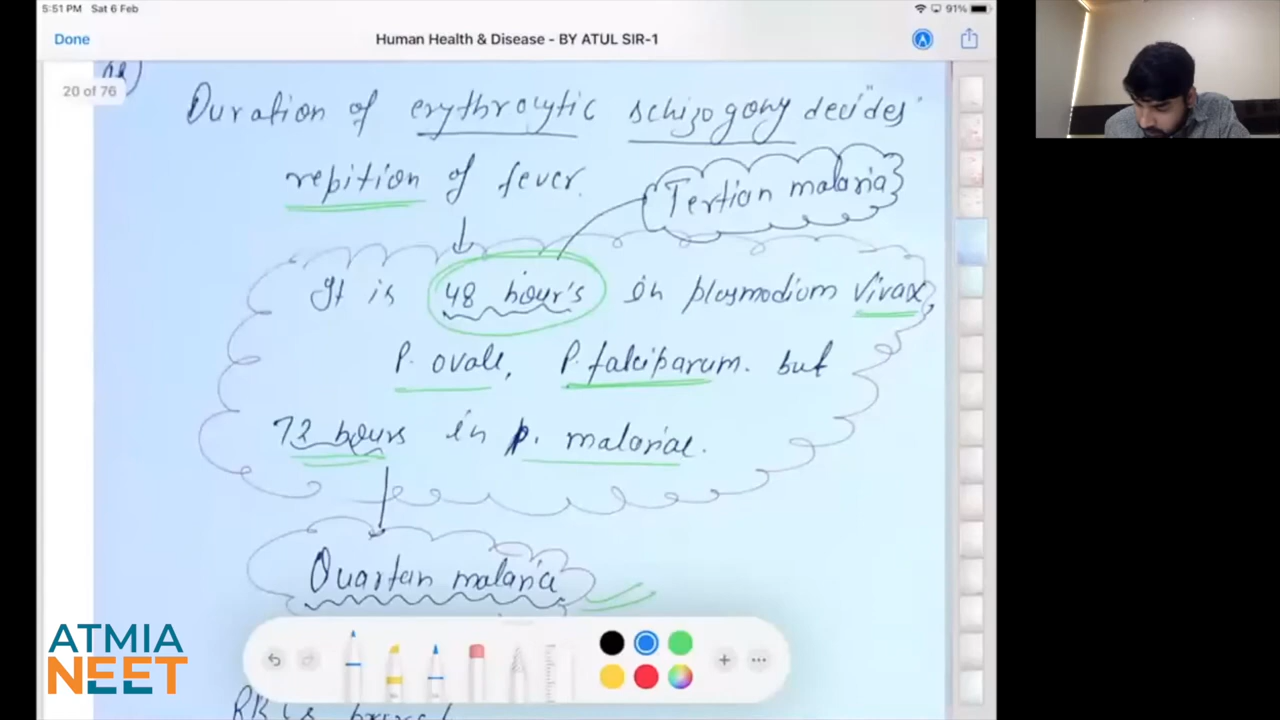 5:51 PM Sat 6 Feb
91%
Done
Human Health & Disease - BY ATUL SIR-1
20 of 76
Duration of erythrocytic schizogony decides
repition of fever.
Tertian malaria
It is 48 hour's in plasmodium vivax,
P. ovale, P. falciparum. but
72 hours in p. malariae.
Quartan malaria
ATMIA
NEET